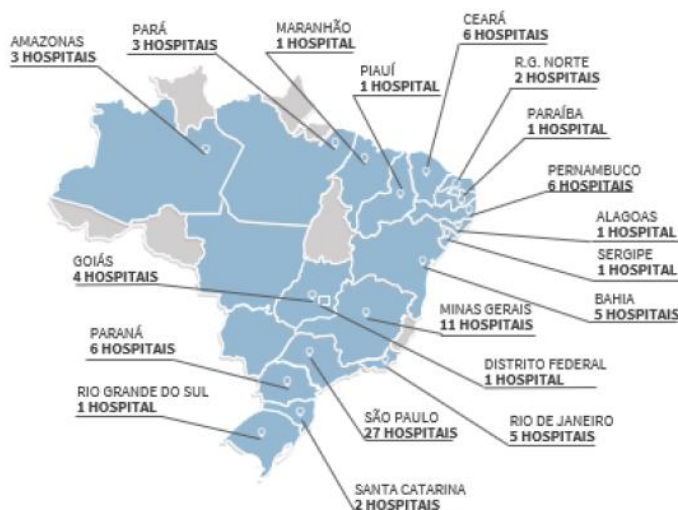 AMAZONAS
3 HOSPITAIS
PARÁ
3 HOSPITAIS
MARANHÃO
1 HOSPITAL
PIAUÍ
1 HOSPITAL
CEARÁ
6 HOSPITAIS
R.G. NORTE
2 HOSPITAIS
PARAÍBA
1 HOSPITAL
PERNAMBUCO
6 HOSPITAIS
ALAGOAS
1 HOSPITAL
SERGIPE
1 HOSPITAL
BAHIA
5 HOSPITAIS
GOIÁS
4 HOSPITAIS
MINAS GERAIS
11 HOSPITAIS
PARANÁ
6 HOSPITAIS
DISTRITO FEDERAL
1 HOSPITAL
RIO GRANDE DO SUL
1 HOSPITAL
SÃO PAULO
27 HOSPITAIS
RIO DE JANEIRO
5 HOSPITAIS
SANTA CATARINA
2 HOSPITAIS